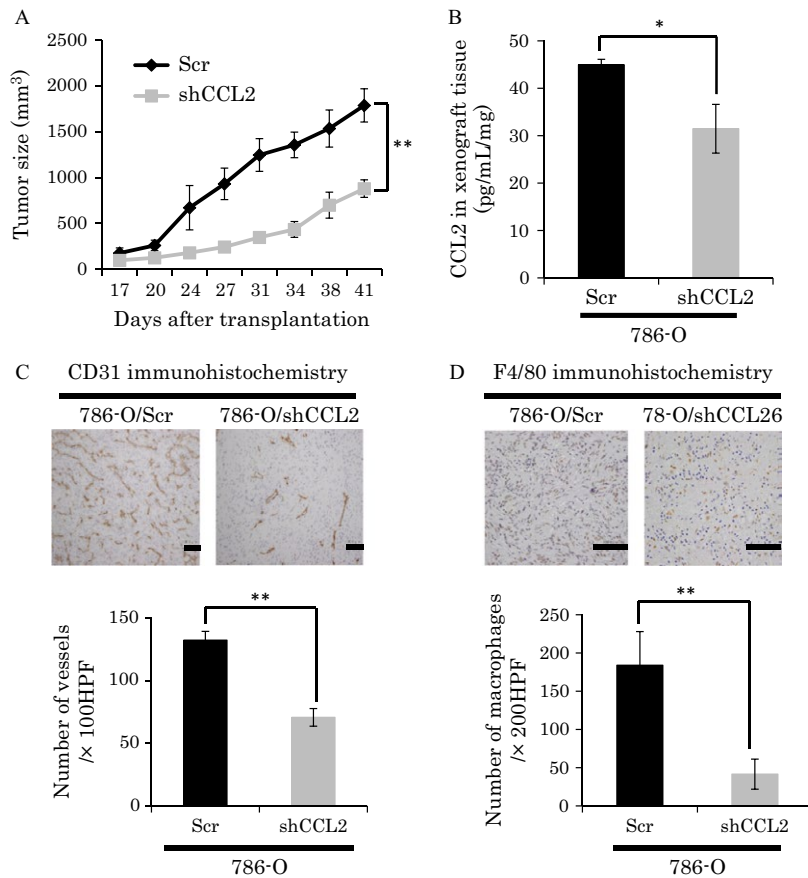 A
Tumor size (mm³)
2500
2000
1500
1000
500
0
Scr
shCCL2
**
17 20 24 27 31 34 38 41
Days after transplantation
B
CCL2 in xenograft tissue
(pg/mL/mg)
50
40
30
20
10
0
*
Scr shCCL2
786-O
C CD31 immunohistochemistry
786-O/Scr 786-O/shCCL2
Number of vessels
/× 100HPF
150
100
50
0
**
Scr shCCL2
786-O
D F4/80 immunohistochemistry
786-O/Scr 78-O/shCCL26
Number of macrophages
/× 200HPF
250
200
150
100
50
0
**
Scr shCCL2
786-O